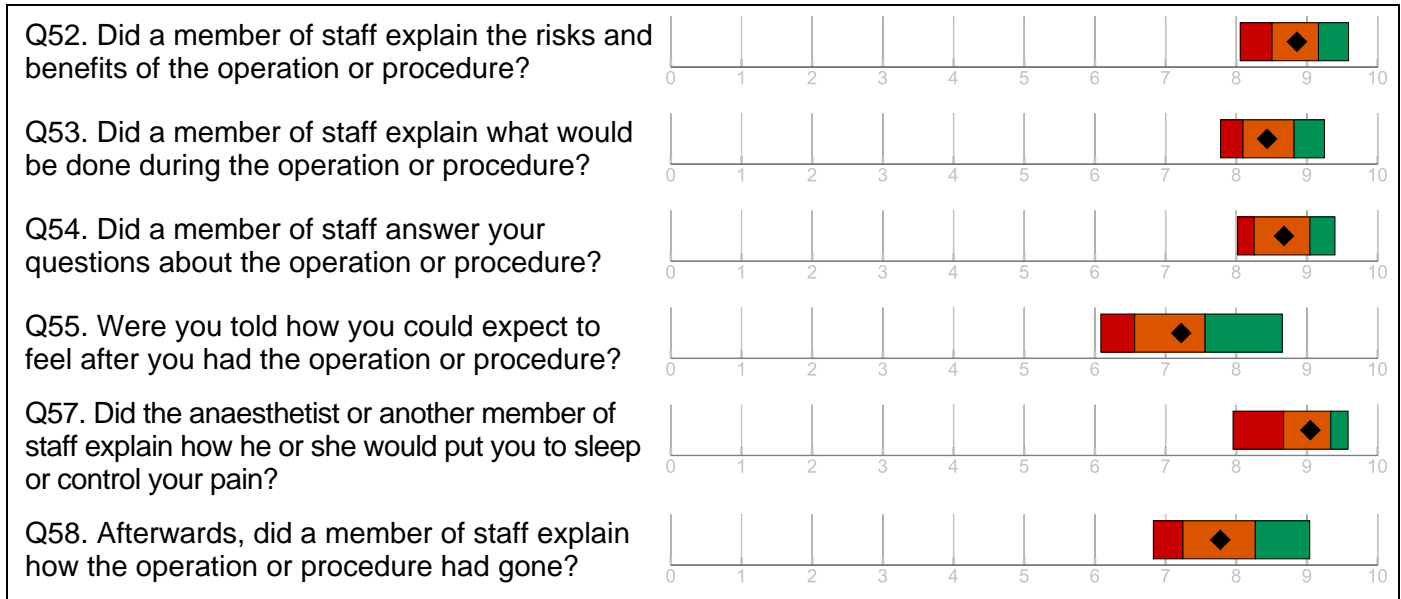 Q52. Did a member of staff explain the risks and
benefits of the operation or procedure?
0 1 2 3 4 5 6 7 8 9 10
Q53. Did a member of staff explain what would
be done during the operation or procedure?
0 1 2 3 4 5 6 7 8 9 10
Q54. Did a member of staff answer your
questions about the operation or procedure?
0 1 2 3 4 5 6 7 8 9 10
Q55. Were you told how you could expect to
feel after you had the operation or procedure?
0 1 2 3 4 5 6 7 8 9 10
Q57. Did the anaesthetist or another member of
staff explain how he or she would put you to sleep
or control your pain?
0 1 2 3 4 5 6 7 8 9 10
Q58. Afterwards, did a member of staff explain
how the operation or procedure had gone?
0 1 2 3 4 5 6 7 8 9 10